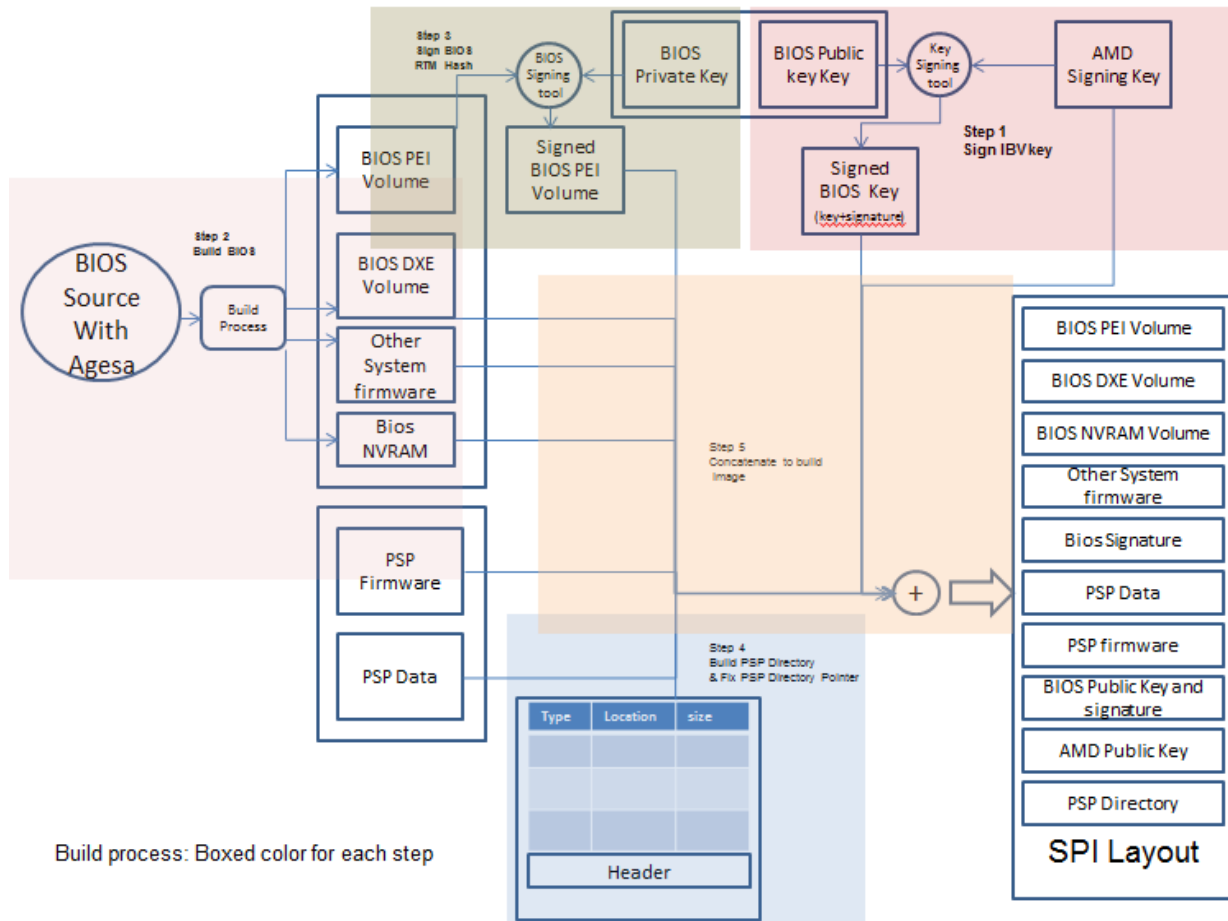 Step 3
Sign BIOS
RTM Hash
BIOS
Signing
tool
BIOS
Private Key
BIOS Public
key Key
Key
Signing
tool
AMD
Signing Key
Step 1
Sign IBV key
BIOS PEI
Volume
Signed
BIOS PEI
Volume
Signed
BIOS Key
(key+signature)
Step 2
Build BIOS
BIOS
Source
With
Agesa
Build
Process
BIOS DXE
Volume
Other
System
firmware
Bios
NVRAM
PSP
Firmware
PSP Data
Step 5
Concatenate to build
image
+
Step 4
Build PSP Directory
& Fix PSP Directory Pointer
Type Location size
Header
BIOS PEI Volume
BIOS DXE Volume
BIOS NVRAM Volume
Other System
firmware
Bios Signature
PSP Data
PSP firmware
BIOS Public Key and
signature
AMD Public Key
PSP Directory
SPI Layout
Build process: Boxed color for each step